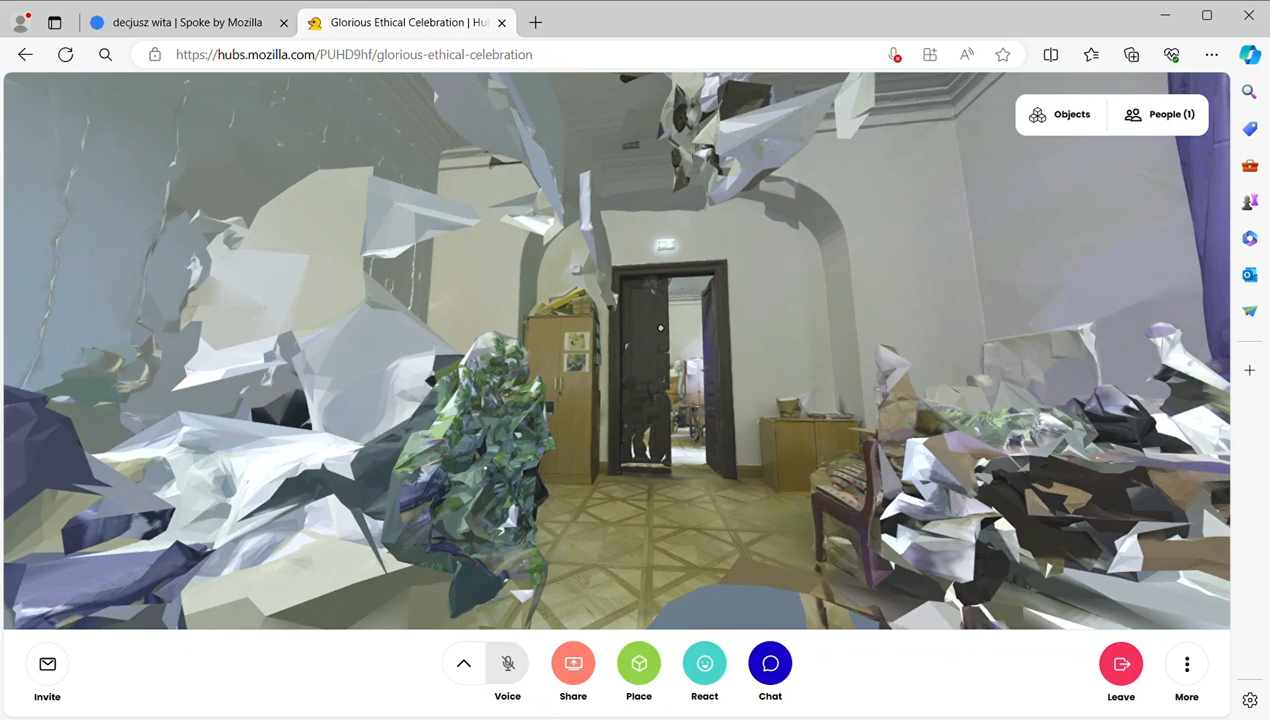 decjusz wita | Spoke by Mozilla
Glorious Ethical Celebration | Hu
https://hubs.mozilla.com/PUHD9hf/glorious-ethical-celebration
Objects
People (1)
Invite
Voice
Share
Place
React
Chat
Leave
More